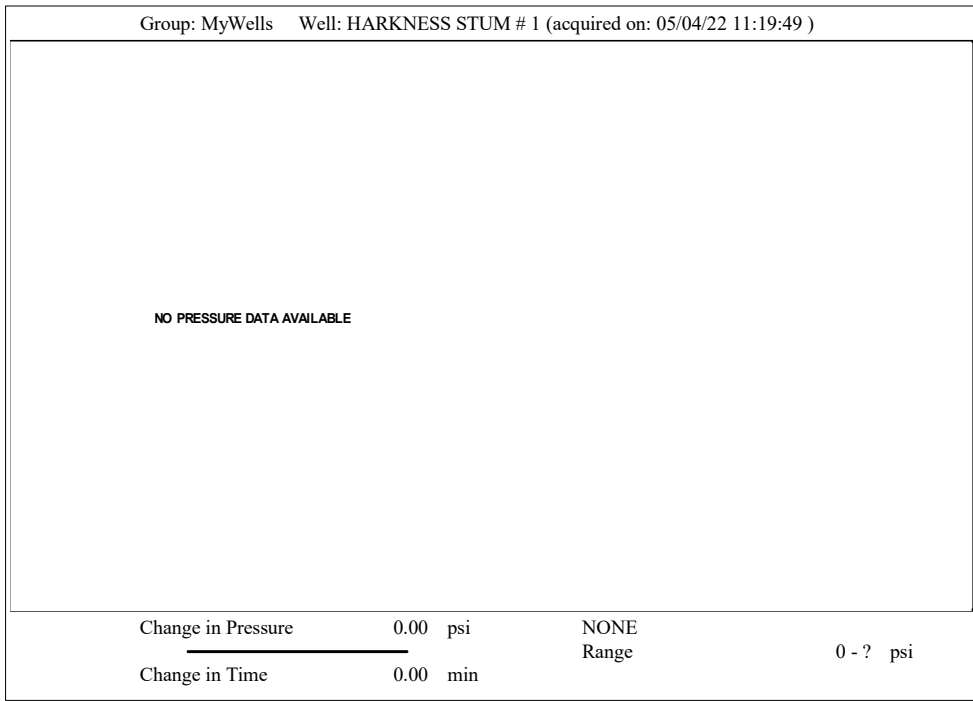 Group: MyWells Well: HARKNESS STUM # 1 (acquired on: 05/04/22 11:19:49 )
NO PRESSURE DATA AVAILABLE
Change in Pressure 0.00 psi NONE
Range 0 - ? psi
Change in Time 0.00 min